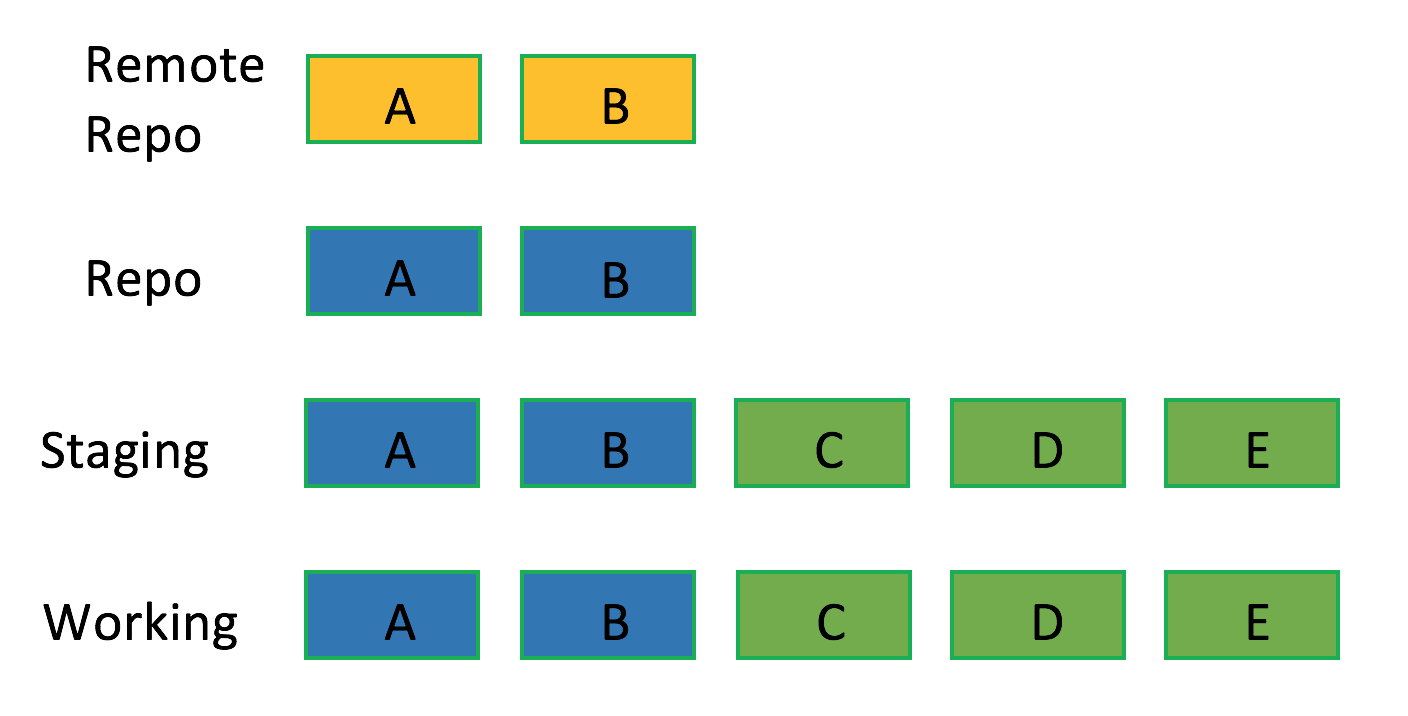 Remote
Repo
A B
Repo
A B
Staging
A B C D E
Working
A B C D E